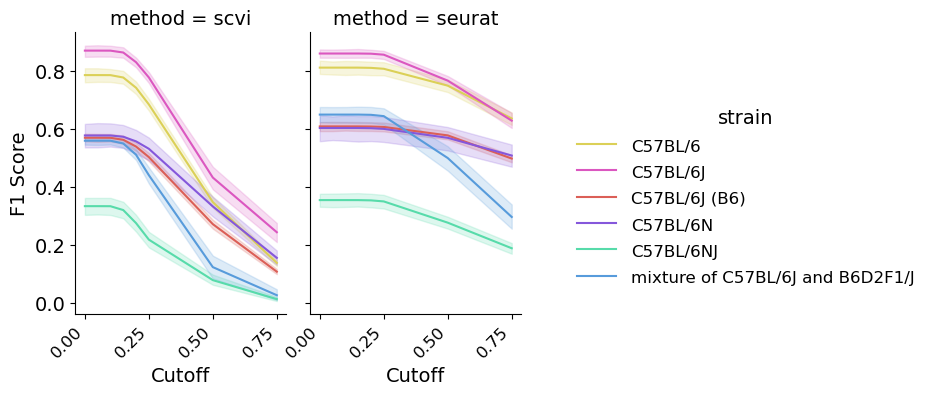 method = scvi
method = seurat
F1 Score
0.8
0.6
0.4
0.2
0.0
0.00
0.25
0.50
0.75
Cutoff
0.00
0.25
0.50
0.75
Cutoff
strain
C57BL/6
C57BL/6J
C57BL/6J (B6)
C57BL/6N
C57BL/6NJ
mixture of C57BL/6J and B6D2F1/J